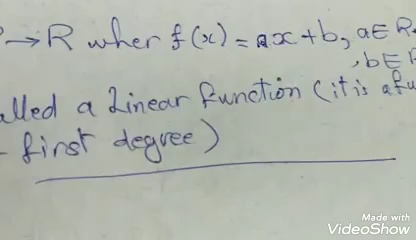 → R wher f(x) = ax + b, a ∈ R
, b ∈ R
alled a Linear function (it is a fu
first degree)
Made with
VideoShow